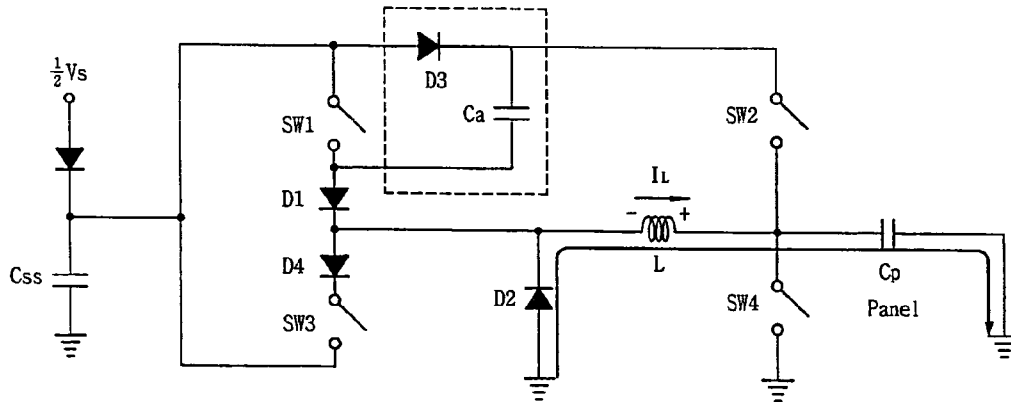 ½Vs
D3
Ca
SW1
SW2
D1
IL
- +
D4
L
Css
D2
Cp
SW3
SW4
Panel